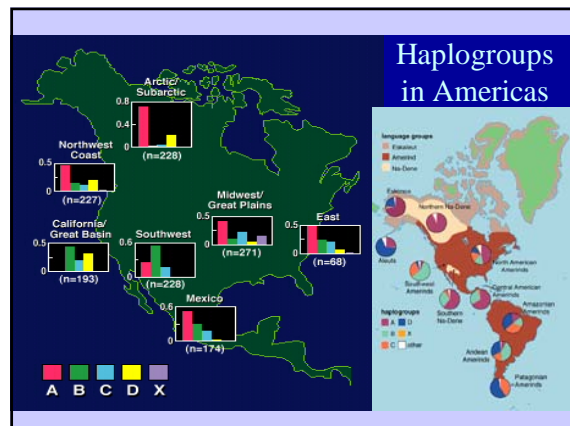 Haplogroups
in Americas
Arctic/
Subarctic
0.8
0.4
0
(n=228)
Northwest
Coast
0.5
0
(n=227)
California/
Great Basin
0.5
0
(n=193)
Southwest
0.6
0
(n=228)
Midwest/
Great Plains
0.5
0
(n=271)
East
0.5
0
(n=68)
Mexico
0.6
0
(n=174)
A B C D X
language groups
Eskaleut
Amerind
Na-Dene
Eskimos
Northern Na-Dene
Aleuts
North American
Amerinds
Southwest
Amerinds
Central American
Amerinds
Southern
Na-Dene
Amazonian
Amerinds
haplogroups
A D
B X
C other
Andean
Amerinds
Patagonian
Amerinds